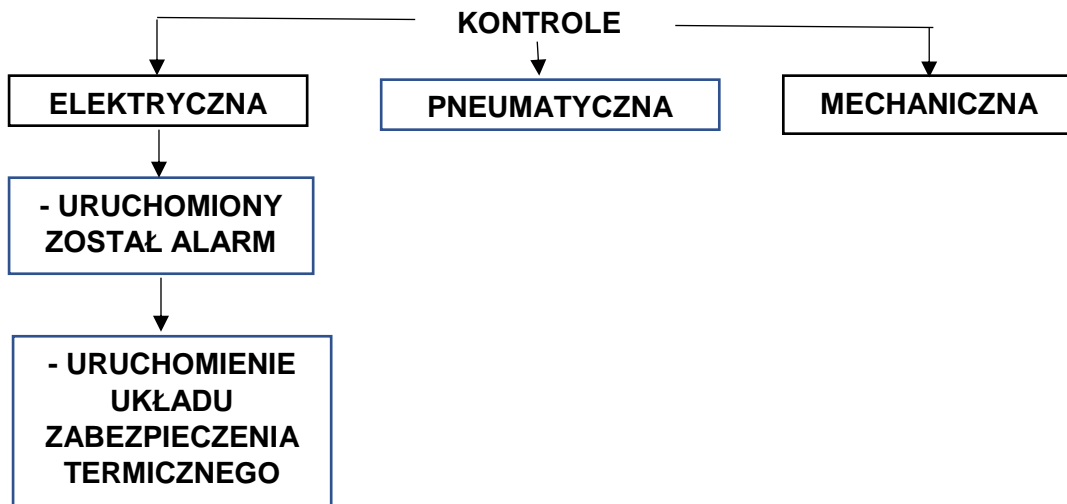 KONTROLE
ELEKTRYCZNA
PNEUMATYCZNA
MECHANICZNA
- URUCHOMIONY
ZOSTAŁ ALARM
- URUCHOMIENIE
UKŁADU
ZABEZPIECZENIA
TERMICZNEGO